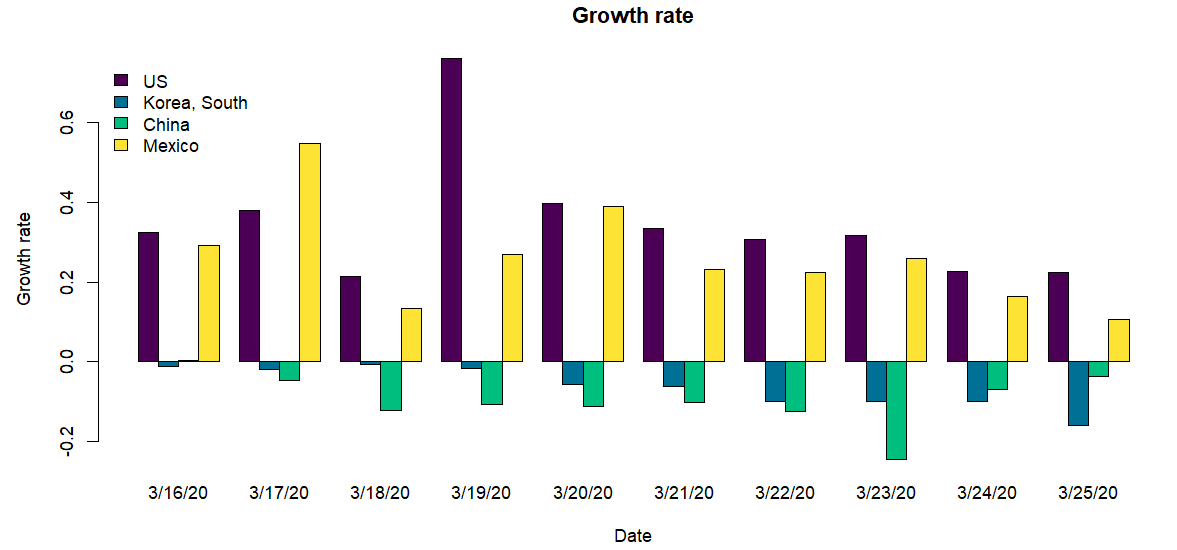 Growth rate
US
Korea, South
China
Mexico
0.6
0.4
0.2
0.0
-0.2
Growth rate
3/16/20 3/17/20 3/18/20 3/19/20 3/20/20 3/21/20 3/22/20 3/23/20 3/24/20 3/25/20
Date